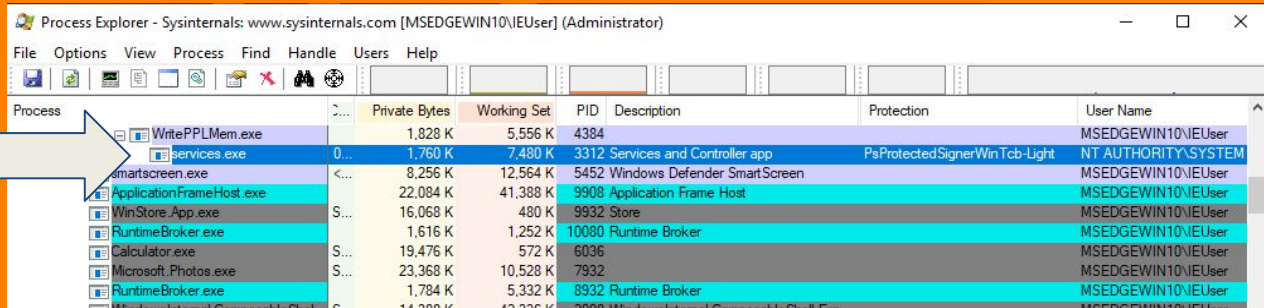 Process Explorer - Sysinternals: www.sysinternals.com [MSEDGEWIN10\IEUser] (Administrator)
File Options View Process Find Handle Users Help
Process C... Private Bytes Working Set PID Description Protection User Name
WritePPLMem.exe 1,828 K 5,556 K 4384 MSEDGEWIN10\IEUser
services.exe 0... 1,760 K 7,480 K 3312 Services and Controller app PsProtectedSignerWinTcb-Light NT AUTHORITY\SYSTEM
smartscreen.exe <... 8,256 K 12,564 K 5452 Windows Defender SmartScreen MSEDGEWIN10\IEUser
ApplicationFrameHost.exe 22,084 K 41,388 K 9908 Application Frame Host MSEDGEWIN10\IEUser
WinStore.App.exe S... 16,068 K 480 K 9932 Store MSEDGEWIN10\IEUser
RuntimeBroker.exe 1,616 K 1,252 K 10080 Runtime Broker MSEDGEWIN10\IEUser
Calculator.exe S... 19,476 K 572 K 6036 MSEDGEWIN10\IEUser
Microsoft.Photos.exe S... 23,368 K 10,528 K 7932 MSEDGEWIN10\IEUser
RuntimeBroker.exe 1,784 K 5,332 K 8932 Runtime Broker MSEDGEWIN10\IEUser